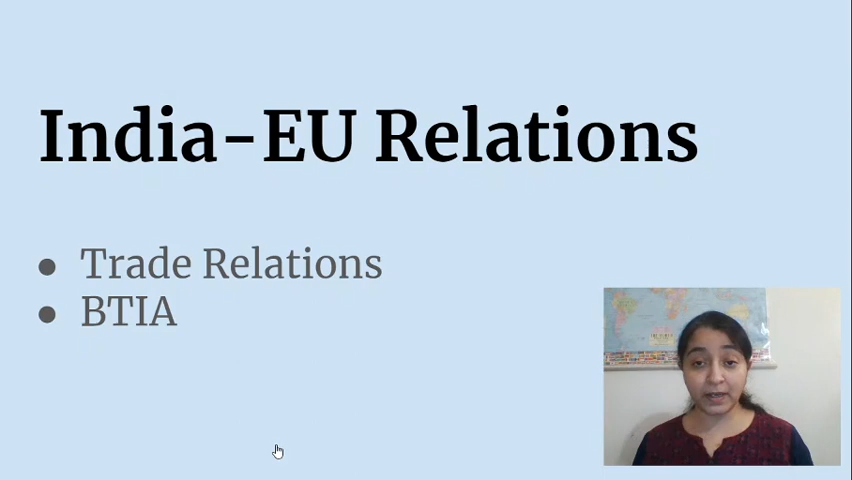 India-EU Relations
● Trade Relations
● BTIA